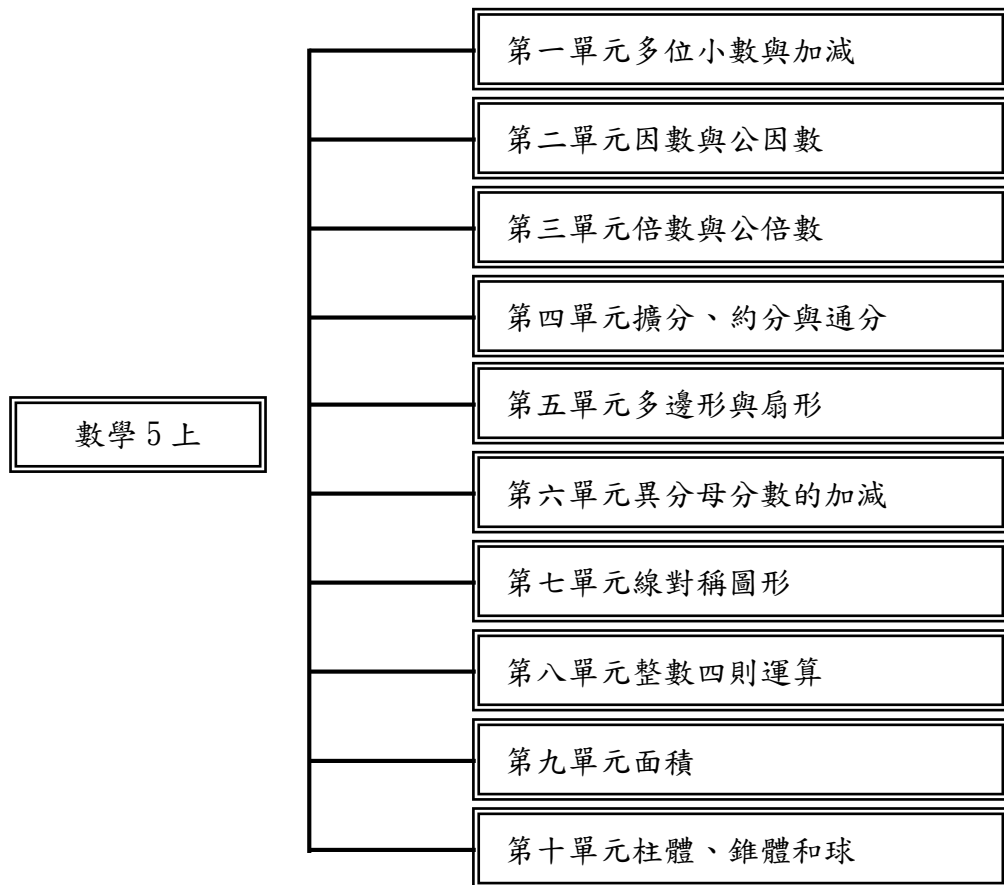 第一單元多位小數與加減
第二單元因數與公因數
第三單元倍數與公倍數
第四單元擴分、約分與通分
第五單元多邊形與扇形
數學5上
第六單元異分母分數的加減
第七單元線對稱圖形
第八單元整數四則運算
第九單元面積
第十單元柱體、錐體和球